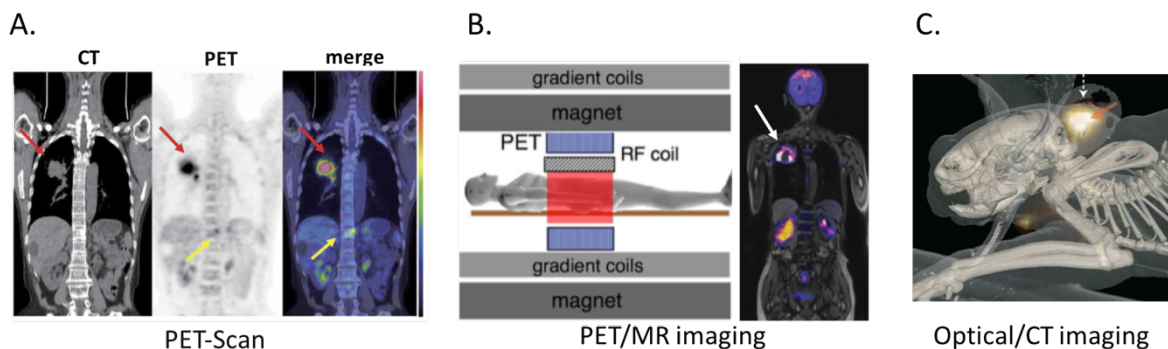 A.
CT
PET
merge
PET-Scan
B.
gradient coils
magnet
PET
RF coil
gradient coils
magnet
PET/MR imaging
C.
Optical/CT imaging